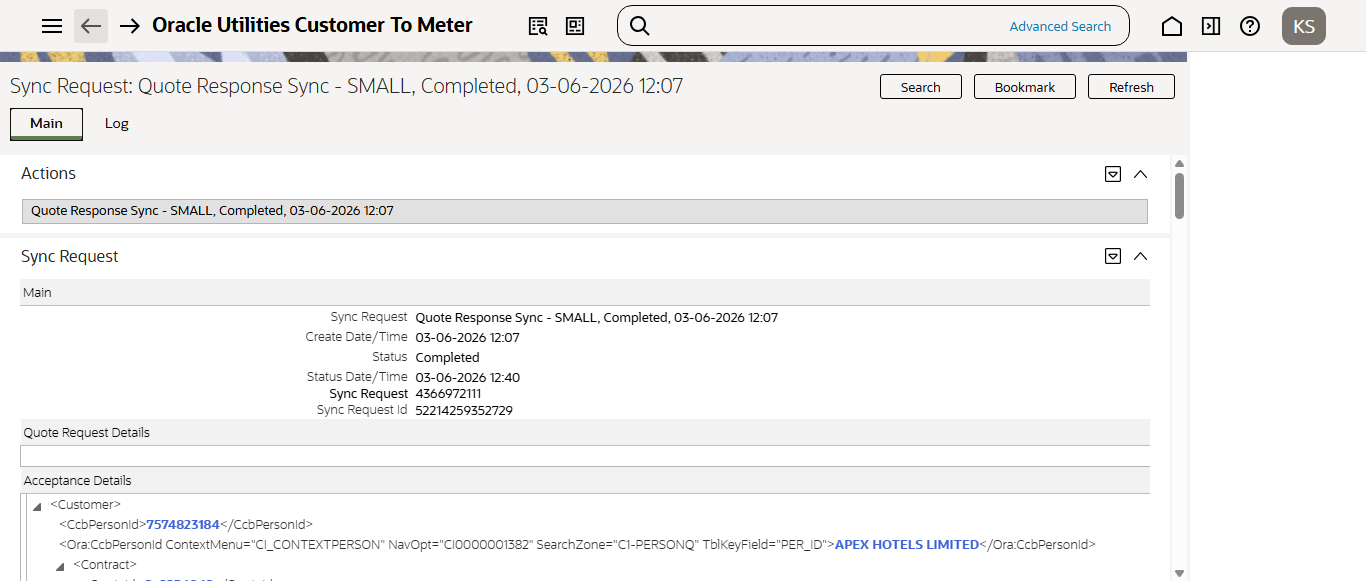 Oracle Utilities Customer To Meter
Advanced Search
KS
Sync Request: Quote Response Sync - SMALL, Completed, 03-06-2026 12:07
Search
Bookmark
Refresh
Main
Log
Actions
Quote Response Sync - SMALL, Completed, 03-06-2026 12:07
Sync Request
Main
Sync Request Quote Response Sync - SMALL, Completed, 03-06-2026 12:07
Create Date/Time 03-06-2026 12:07
Status Completed
Status Date/Time 03-06-2026 12:40
Sync Request 4366972111
Sync Request Id 52214259352729
Quote Request Details
Acceptance Details
<Customer>
<CcbPersonId>7574823184</CcbPersonId>
<Ora:CcbPersonId ContextMenu="CI_CONTEXTPERSON" NavOpt="CI0000001382" SearchZone="C1-PERSONQ" TblKeyField="PER_ID">APEX HOTELS LIMITED</Ora:CcbPersonId>
<Contract>